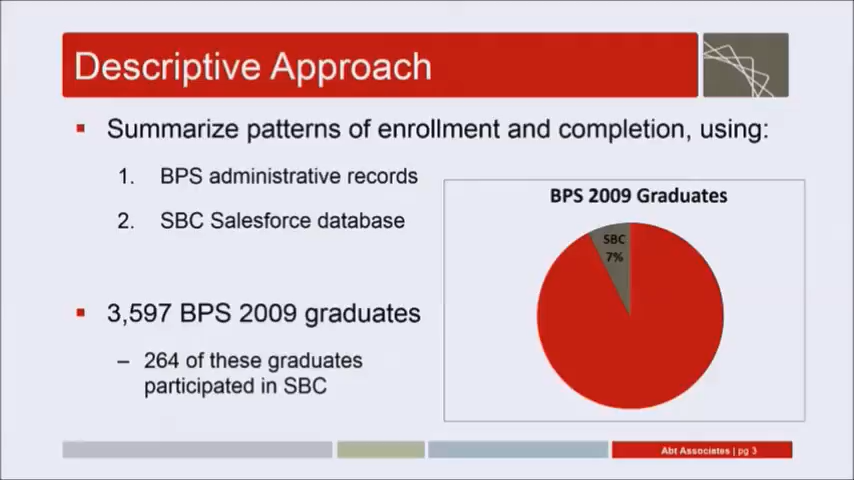 Descriptive Approach
▪ Summarize patterns of enrollment and completion, using:
1. BPS administrative records
2. SBC Salesforce database
BPS 2009 Graduates
SBC
7%
▪ 3,597 BPS 2009 graduates
– 264 of these graduates
participated in SBC
Abt Associates | pg 3